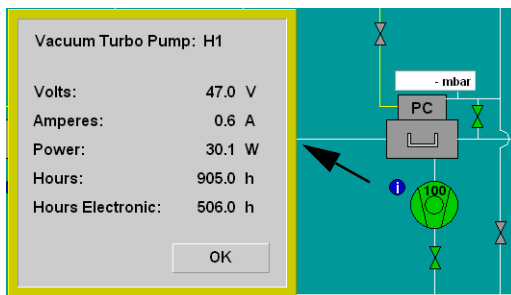 Vacuum Turbo Pump: H1
Volts: 47.0 V
Amperes: 0.6 A
Power: 30.1 W
Hours: 905.0 h
Hours Electronic: 506.0 h
OK
- mbar
PC
i
100